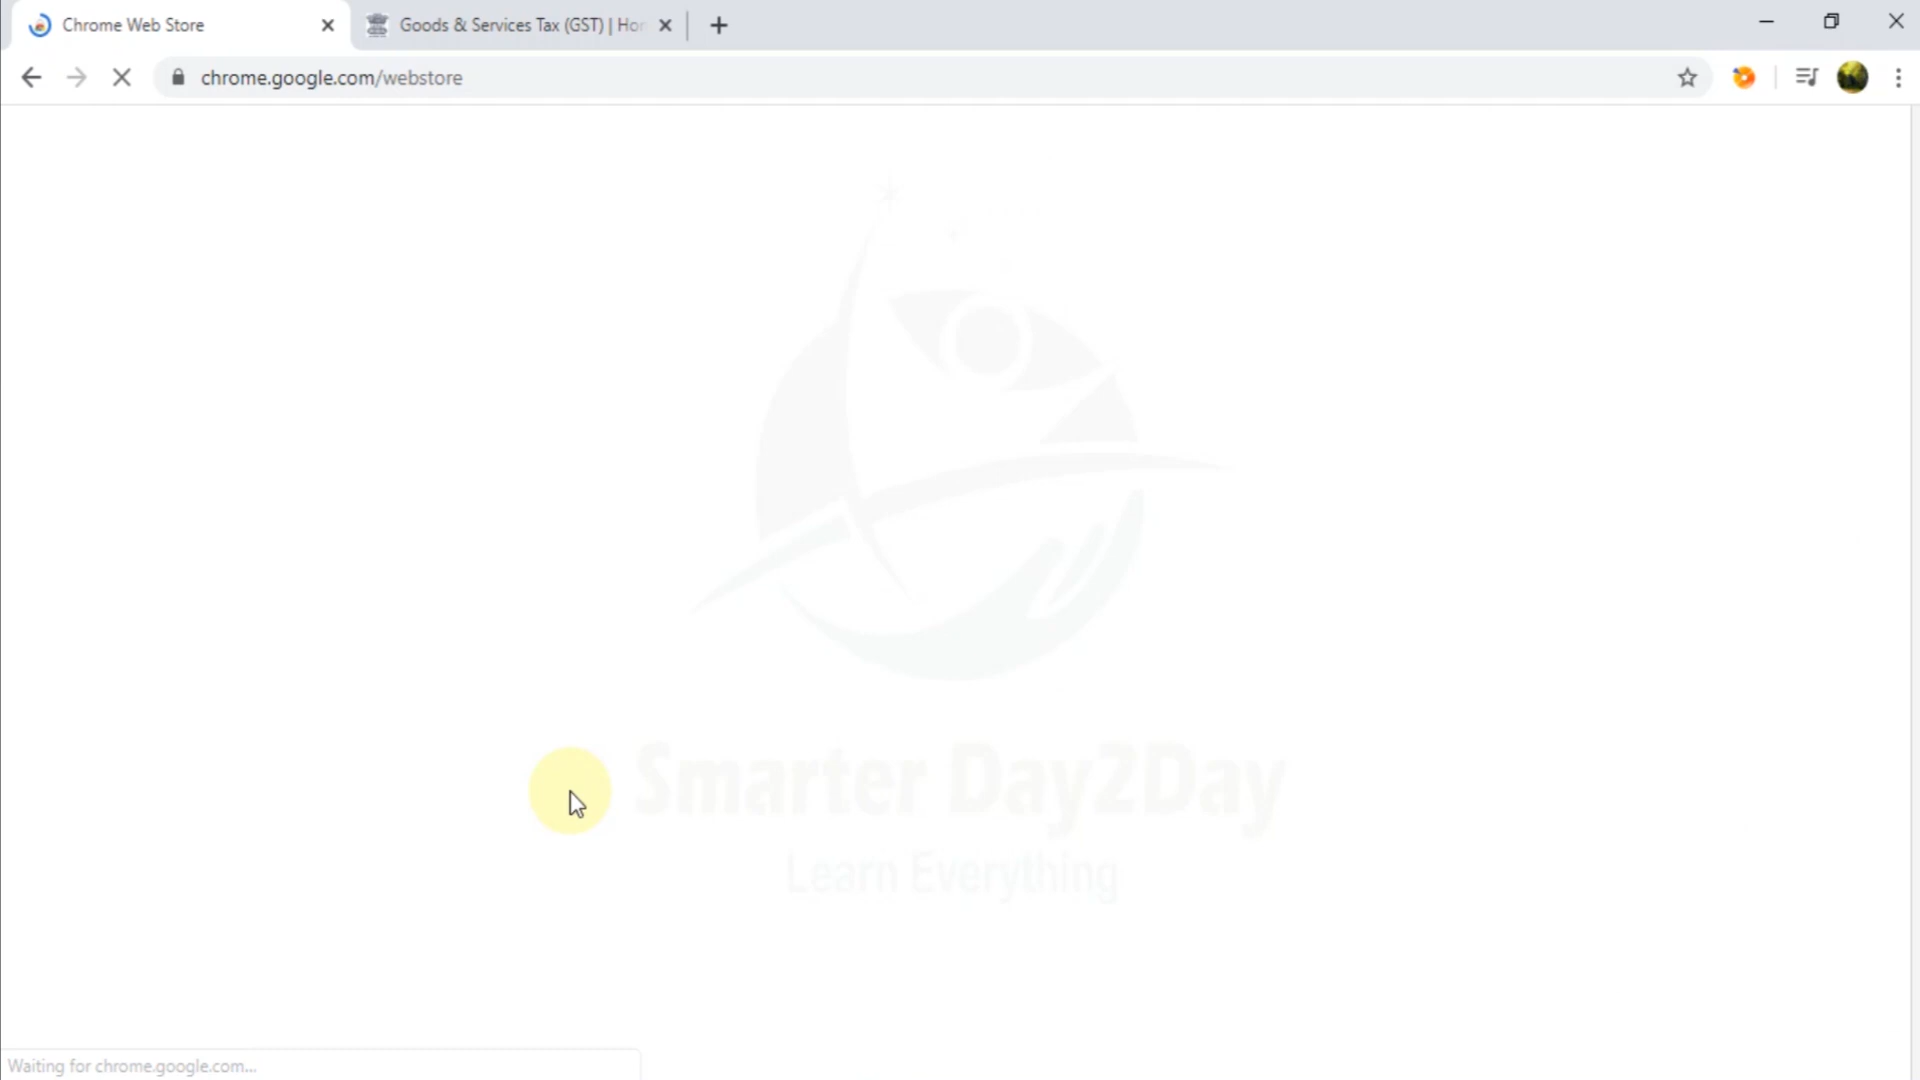 Chrome Web Store
Goods & Services Tax (GST) | Hon
chrome.google.com/webstore
Smarter Day2Day
Learn Everything
Waiting for chrome.google.com...